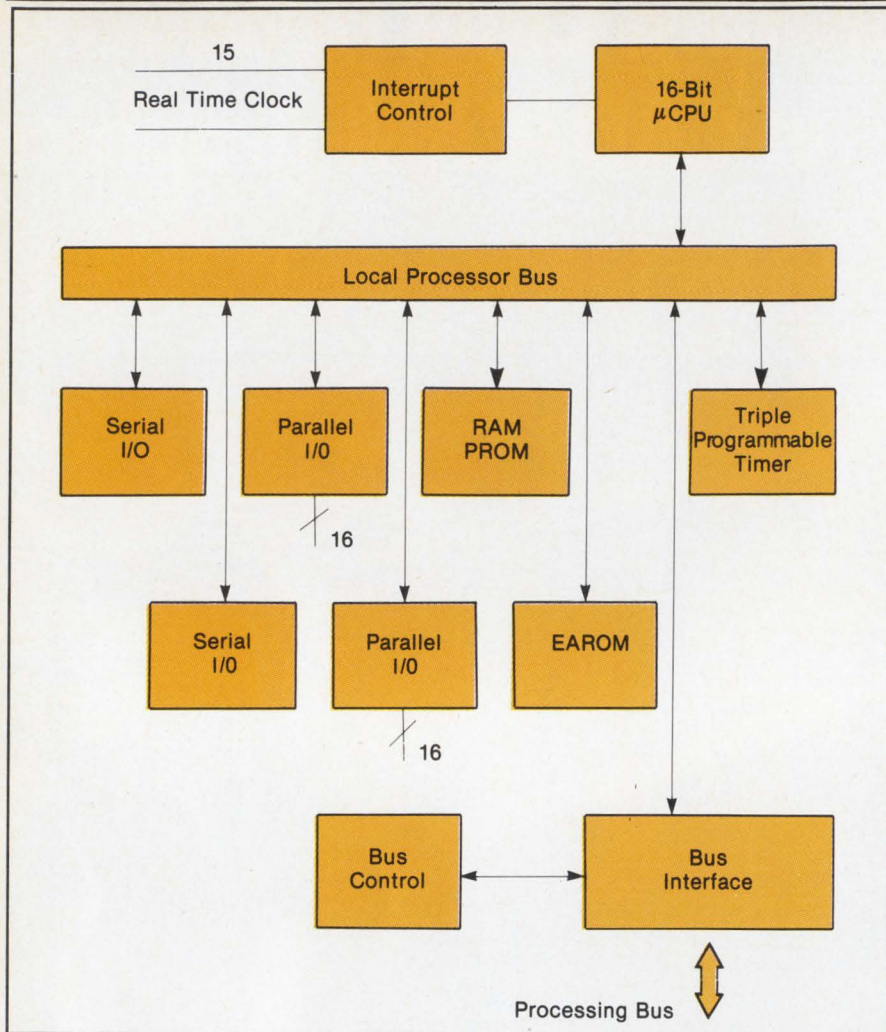 15
Real Time Clock
Interrupt
Control
16-Bit
μCPU
Local Processor Bus
Serial
I/O
Parallel
I/0
16
RAM
PROM
Triple
Programmable
Timer
Serial
I/0
Parallel
I/0
16
EAROM
Bus
Control
Bus
Interface
Processing Bus